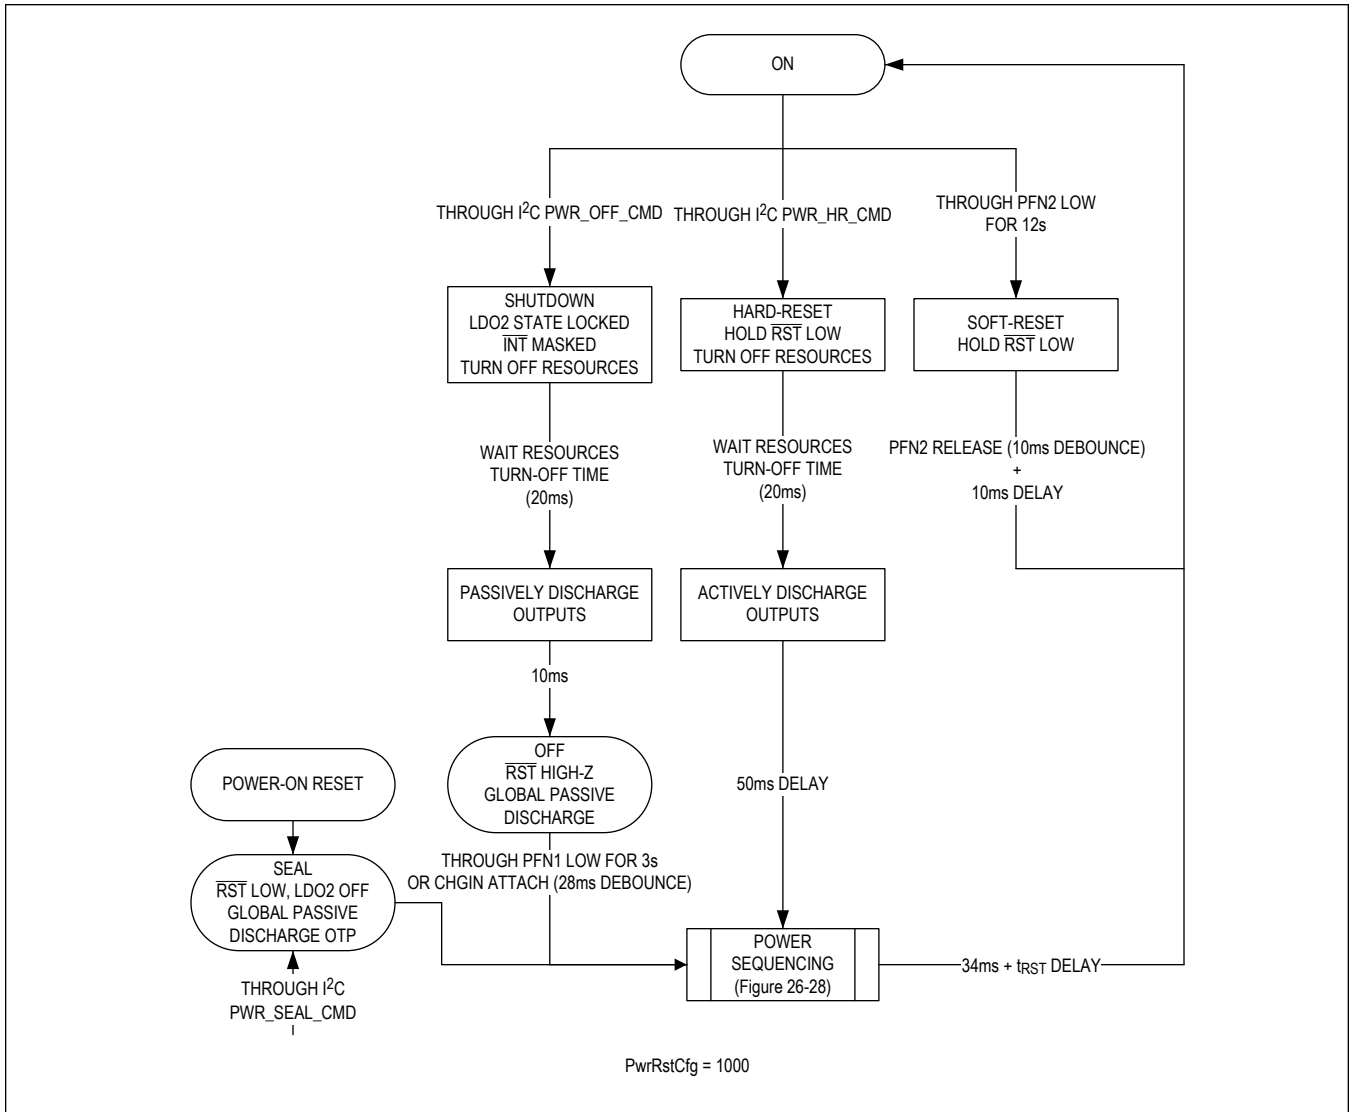 ON
THROUGH I²C PWR_OFF_CMD
THROUGH I²C PWR_HR_CMD
THROUGH PFN2 LOW
FOR 12s
SHUTDOWN
LDO2 STATE LOCKED
I̅N̅T̅ MASKED
TURN OFF RESOURCES
HARD-RESET
HOLD R̅S̅T̅ LOW
TURN OFF RESOURCES
SOFT-RESET
HOLD R̅S̅T̅ LOW
WAIT RESOURCES
TURN-OFF TIME
(20ms)
WAIT RESOURCES
TURN-OFF TIME
(20ms)
PFN2 RELEASE (10ms DEBOUNCE)
+
10ms DELAY
PASSIVELY DISCHARGE
OUTPUTS
ACTIVELY DISCHARGE
OUTPUTS
10ms
OFF
R̅S̅T̅ HIGH-Z
GLOBAL PASSIVE
DISCHARGE
POWER-ON RESET
50ms DELAY
THROUGH PFN1 LOW FOR 3s
OR CHGIN ATTACH (28ms DEBOUNCE)
SEAL
R̅S̅T̅ LOW, LDO2 OFF
GLOBAL PASSIVE
DISCHARGE OTP
POWER
SEQUENCING
(Figure 26-28)
34ms + tRST DELAY
THROUGH I²C
PWR_SEAL_CMD
PwrRstCfg = 1000